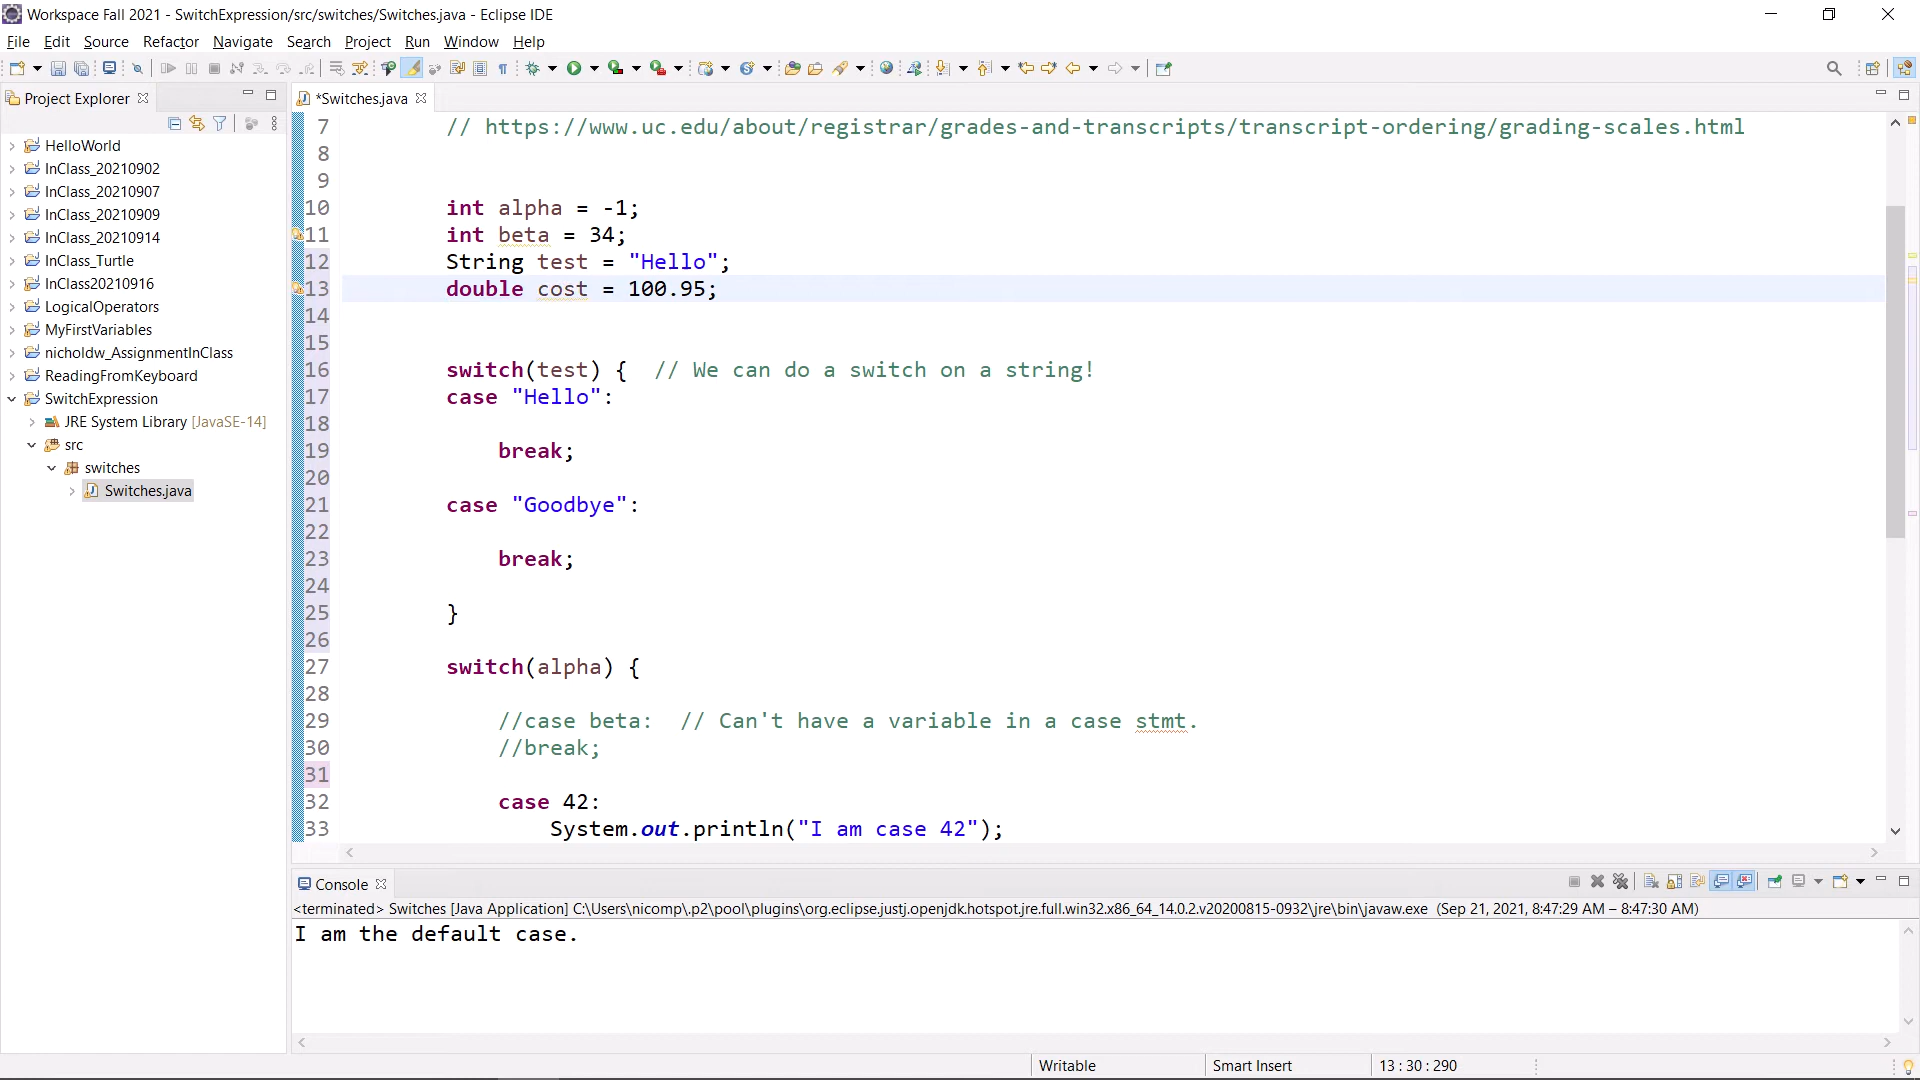 Workspace Fall 2021 - SwitchExpression/src/switches/Switches.java - Eclipse IDE
File Edit Source Refactor Navigate Search Project Run Window Help
Project Explorer
HelloWorld
InClass_20210902
InClass_20210907
InClass_20210909
InClass_20210914
InClass_Turtle
InClass20210916
LogicalOperators
MyFirstVariables
nicholdw_AssignmentInClass
ReadingFromKeyboard
SwitchExpression
JRE System Library [JavaSE-14]
src
switches
Switches.java
*Switches.java
7 // https://www.uc.edu/about/registrar/grades-and-transcripts/transcript-ordering/grading-scales.html
8
9
10 int alpha = -1;
11 int beta = 34;
12 String test = "Hello";
13 double cost = 100.95;
14
15
16 switch(test) { // We can do a switch on a string!
17 case "Hello":
18
19 break;
20
21 case "Goodbye":
22
23 break;
24
25 }
26
27 switch(alpha) {
28
29 //case beta: // Can't have a variable in a case stmt.
30 //break;
31
32 case 42:
33 System.out.println("I am case 42");
Console
<terminated> Switches [Java Application] C:\Users\nicomp\.p2\pool\plugins\org.eclipse.justj.openjdk.hotspot.jre.full.win32.x86_64_14.0.2.v20200815-0932\jre\bin\javaw.exe (Sep 21, 2021, 8:47:29 AM – 8:47:30 AM)
I am the default case.
Writable Smart Insert 13 : 30 : 290